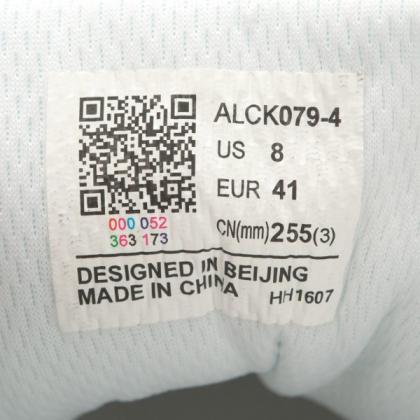 ALCK079-4
US 8
EUR 41
CN(mm)255(3)
000 052
363 173
DESIGNED IN BEIJING
MADE IN CHINA
HH1607